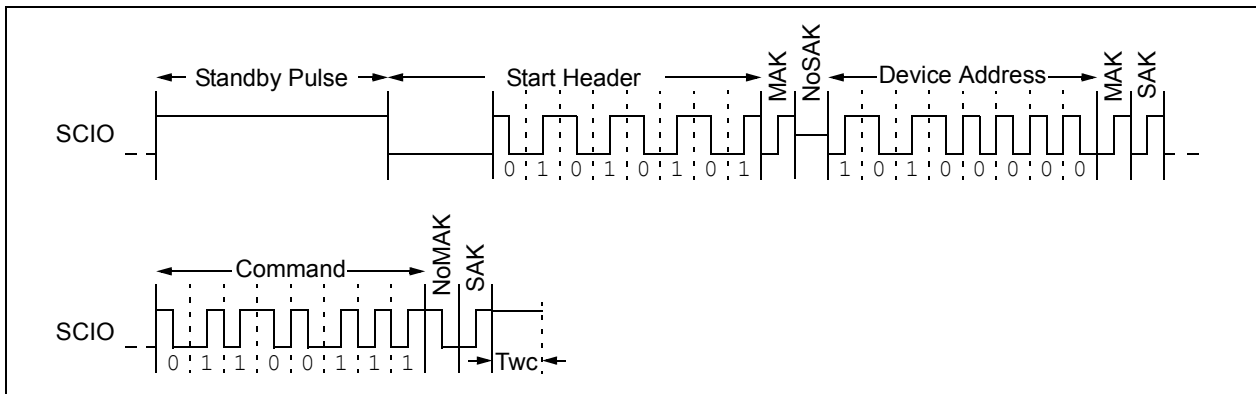 Standby Pulse Start Header MAK NoSAK Device Address MAK SAK
SCIO
0 1 0 1 0 1 0 1 1 0 1 0 0 0 0 0
Command NoMAK SAK
SCIO
0 1 1 0 0 1 1 1
Twc